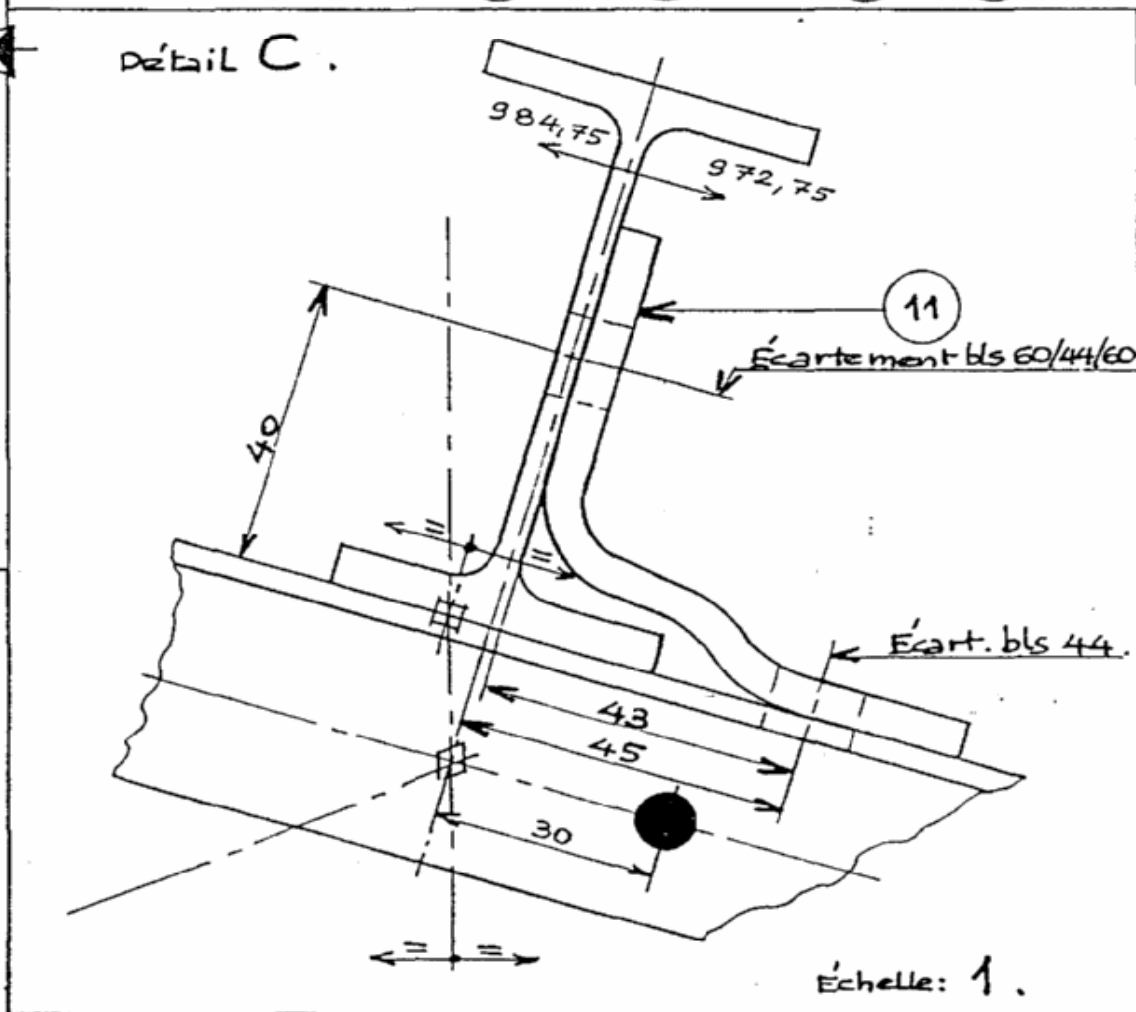 Détail C.
984,75
972,75
11
Écartement bls 60/44/60
40
=
=
Écart. bls 44.
43
45
30
= =
Échelle: 1.